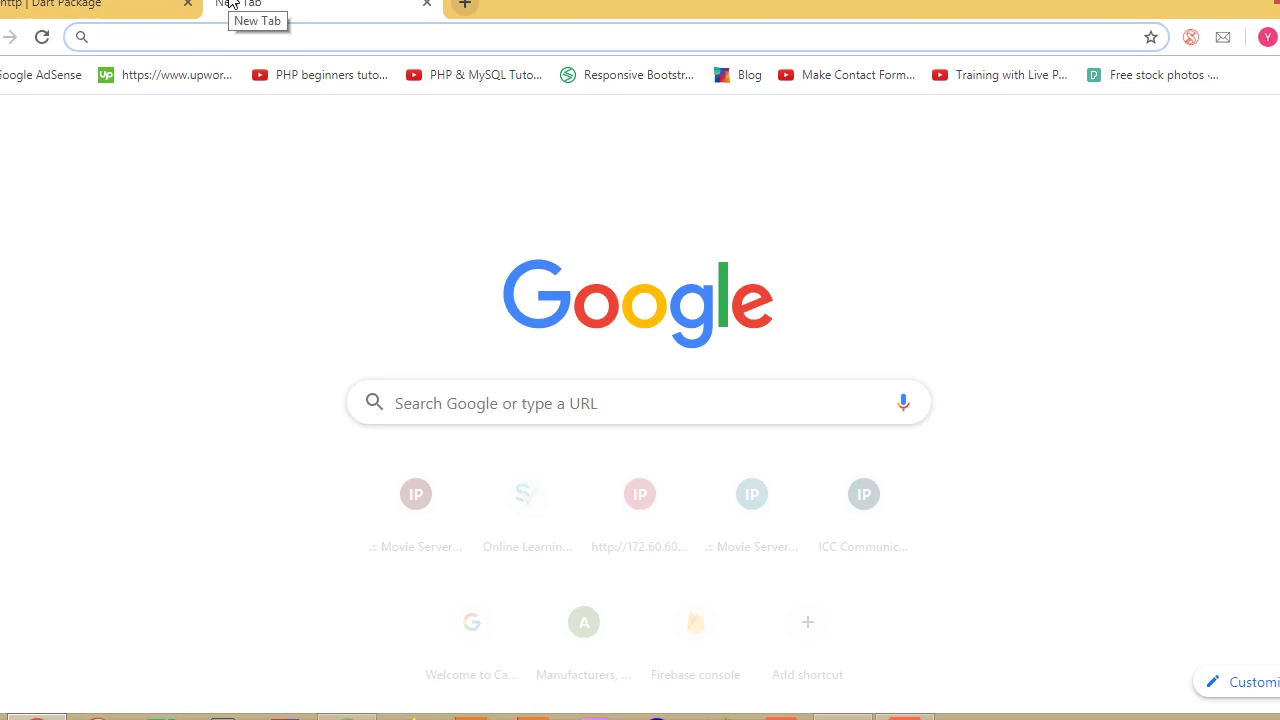 http | Dart Package
New Tab
New Tab
Y
Google AdSense
Up https://www.upwor...
PHP beginners tuto...
PHP & MySQL Tuto...
Responsive Bootstr...
Blog
Make Contact Form...
Training with Live P...
Free stock photos ·...
Google
Search Google or type a URL
IP
IP
IP
IP
.:: Movie Server...
Online Learnin...
http://172.60.60...
.:: Movie Server...
ICC Communic...
G
A
Welcome to Ca...
Manufacturers, ...
Firebase console
Add shortcut
Customi